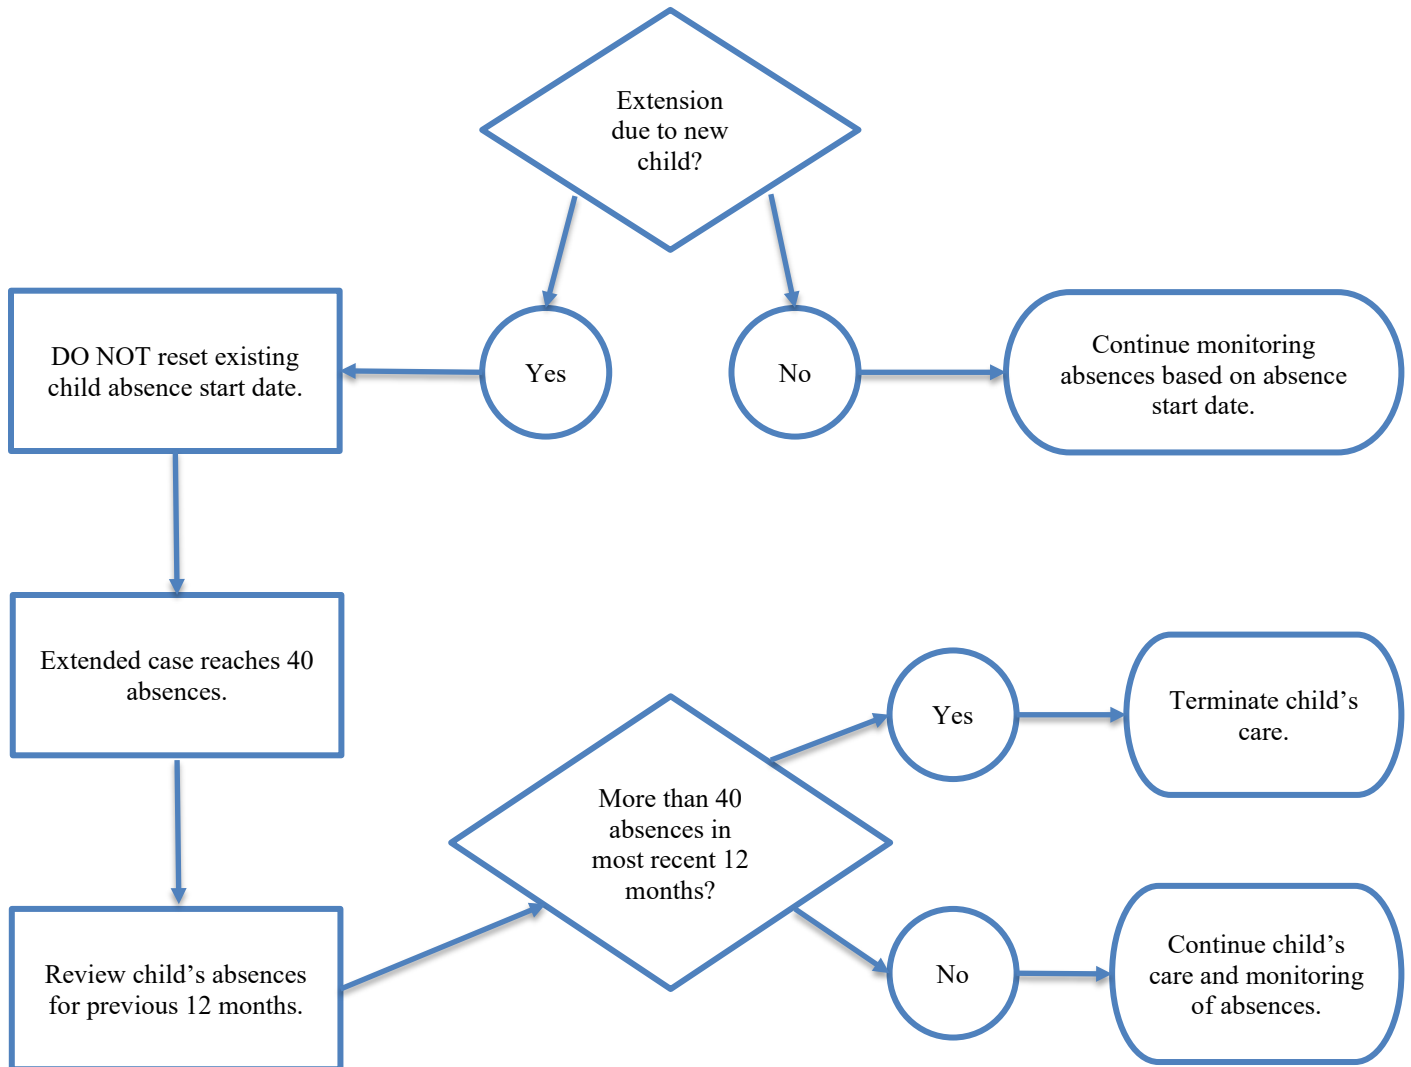 Extension
due to new
child?
DO NOT reset existing
child absence start date.
Yes
No
Continue monitoring
absences based on absence
start date.
Extended case reaches 40
absences.
Yes
Terminate child’s
care.
More than 40
absences in
most recent 12
months?
Review child’s absences
for previous 12 months.
No
Continue child’s
care and monitoring
of absences.